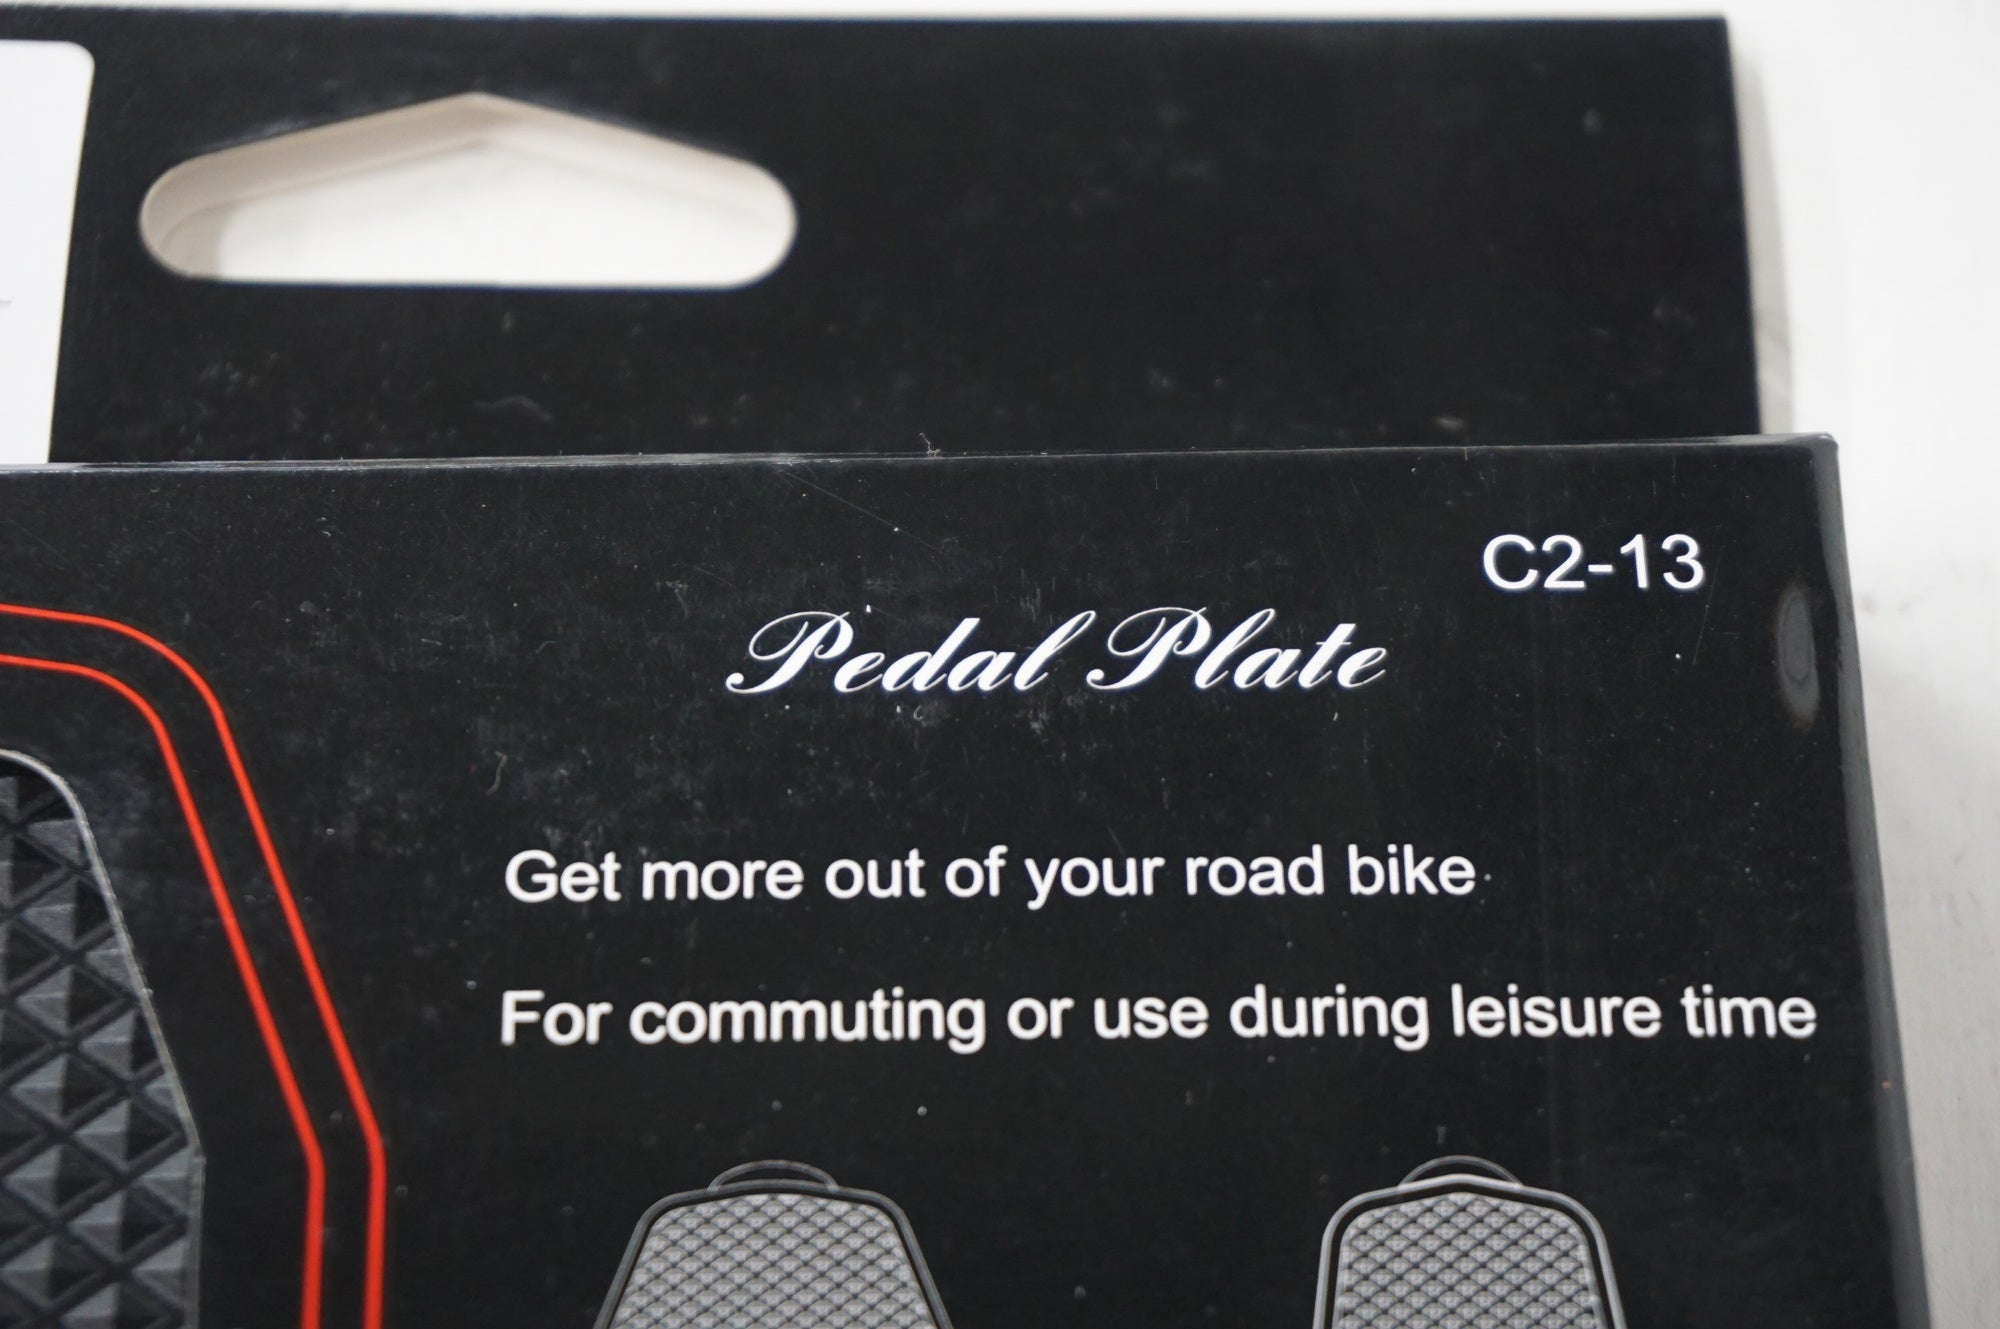 C2-13
Pedal Plate
Get more out of your road bike
For commuting or use during leisure time